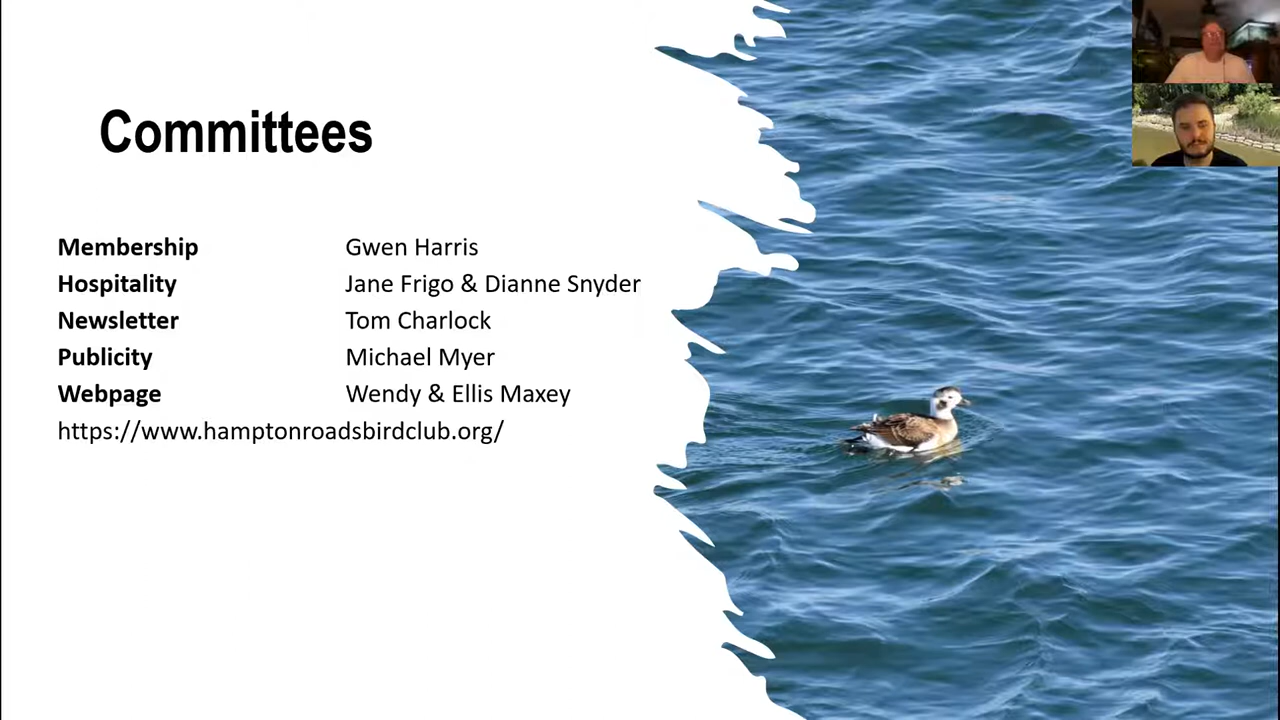 Committees
Membership Gwen Harris
Hospitality Jane Frigo & Dianne Snyder
Newsletter Tom Charlock
Publicity Michael Myer
Webpage Wendy & Ellis Maxey
https://www.hamptonroadsbirdclub.org/